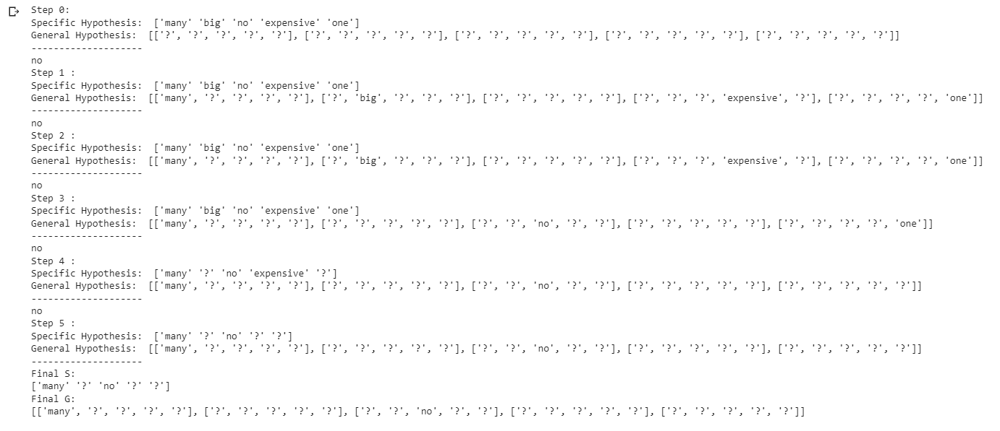 Step 0:
Specific Hypothesis:  ['many' 'big' 'no' 'expensive' 'one']
General Hypothesis:  [['?', '?', '?', '?', '?'], ['?', '?', '?', '?', '?'], ['?', '?', '?', '?', '?'], ['?', '?', '?', '?', '?'], ['?', '?', '?', '?', '?']]
--------------------
no
Step 1 :
Specific Hypothesis:  ['many' 'big' 'no' 'expensive' 'one']
General Hypothesis:  [['many', '?', '?', '?', '?'], ['?', 'big', '?', '?', '?'], ['?', '?', '?', '?', '?'], ['?', '?', '?', 'expensive', '?'], ['?', '?', '?', '?', 'one']]
--------------------
no
Step 2 :
Specific Hypothesis:  ['many' 'big' 'no' 'expensive' 'one']
General Hypothesis:  [['many', '?', '?', '?', '?'], ['?', 'big', '?', '?', '?'], ['?', '?', '?', '?', '?'], ['?', '?', '?', 'expensive', '?'], ['?', '?', '?', '?', 'one']]
--------------------
no
Step 3 :
Specific Hypothesis:  ['many' 'big' 'no' 'expensive' 'one']
General Hypothesis:  [['many', '?', '?', '?', '?'], ['?', '?', '?', '?', '?'], ['?', '?', 'no', '?', '?'], ['?', '?', '?', '?', '?'], ['?', '?', '?', '?', 'one']]
--------------------
no
Step 4 :
Specific Hypothesis:  ['many' '?' 'no' 'expensive' '?']
General Hypothesis:  [['many', '?', '?', '?', '?'], ['?', '?', '?', '?', '?'], ['?', '?', 'no', '?', '?'], ['?', '?', '?', '?', '?'], ['?', '?', '?', '?', '?']]
--------------------
no
Step 5 :
Specific Hypothesis:  ['many' '?' 'no' '?' '?']
General Hypothesis:  [['many', '?', '?', '?', '?'], ['?', '?', '?', '?', '?'], ['?', '?', 'no', '?', '?'], ['?', '?', '?', '?', '?'], ['?', '?', '?', '?', '?']]
--------------------
Final S:
['many' '?' 'no' '?' '?']
Final G:
[['many', '?', '?', '?', '?'], ['?', '?', '?', '?', '?'], ['?', '?', 'no', '?', '?'], ['?', '?', '?', '?', '?'], ['?', '?', '?', '?', '?']]